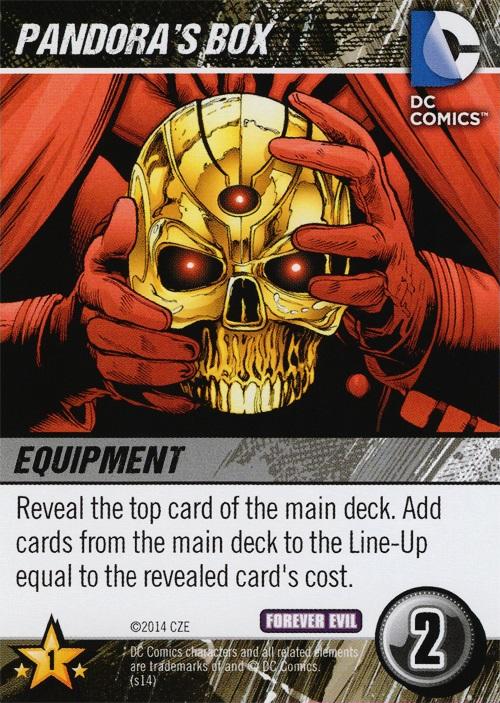 PANDORA'S BOX
DC
COMICS™
EQUIPMENT
Reveal the top card of the main deck. Add
cards from the main deck to the Line-Up
equal to the revealed card's cost.
©2014 CZE
FOREVER EVIL
1
DC Comics characters and all related elements
are trademarks of and © DC Comics.
(s14)
2